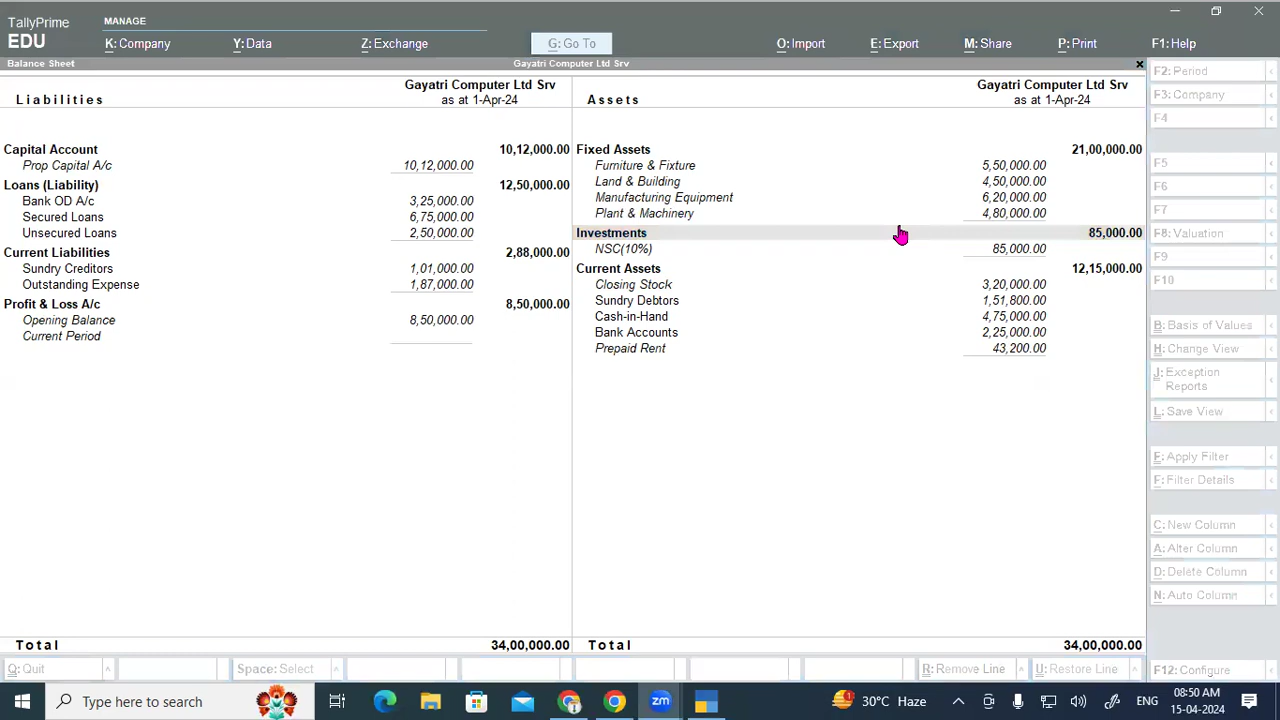 TallyPrime
EDU
MANAGE
K: Company Y: Data Z: Exchange G: Go To O: Import E: Export M: Share P: Print F1: Help
Balance Sheet Gayatri Computer Ltd Srv ×
Liabilities Gayatri Computer Ltd Srv
as at 1-Apr-24
Capital Account 10,12,000.00
Prop Capital A/c 10,12,000.00
Loans (Liability) 12,50,000.00
Bank OD A/c 3,25,000.00
Secured Loans 6,75,000.00
Unsecured Loans 2,50,000.00
Current Liabilities 2,88,000.00
Sundry Creditors 1,01,000.00
Outstanding Expense 1,87,000.00
Profit & Loss A/c 8,50,000.00
Opening Balance 8,50,000.00
Current Period
Total 34,00,000.00
Assets Gayatri Computer Ltd Srv
as at 1-Apr-24
Fixed Assets 21,00,000.00
Furniture & Fixture 5,50,000.00
Land & Building 4,50,000.00
Manufacturing Equipment 6,20,000.00
Plant & Machinery 4,80,000.00
Investments 85,000.00
NSC(10%) 85,000.00
Current Assets 12,15,000.00
Closing Stock 3,20,000.00
Sundry Debtors 1,51,800.00
Cash-in-Hand 4,75,000.00
Bank Accounts 2,25,000.00
Prepaid Rent 43,200.00
Total 34,00,000.00
F2: Period
F3: Company
F4
F5
F6
F7
F8: Valuation
F9
F10
B: Basis of Values
H: Change View
J: Exception
Reports
L: Save View
E: Apply Filter
F: Filter Details
C: New Column
A: Alter Column
D: Delete Column
N: Auto Column
F12: Configure
Q: Quit Space: Select R: Remove Line U: Restore Line
Type here to search zm 1 30°C Haze ENG 08:50 AM
15-04-2024